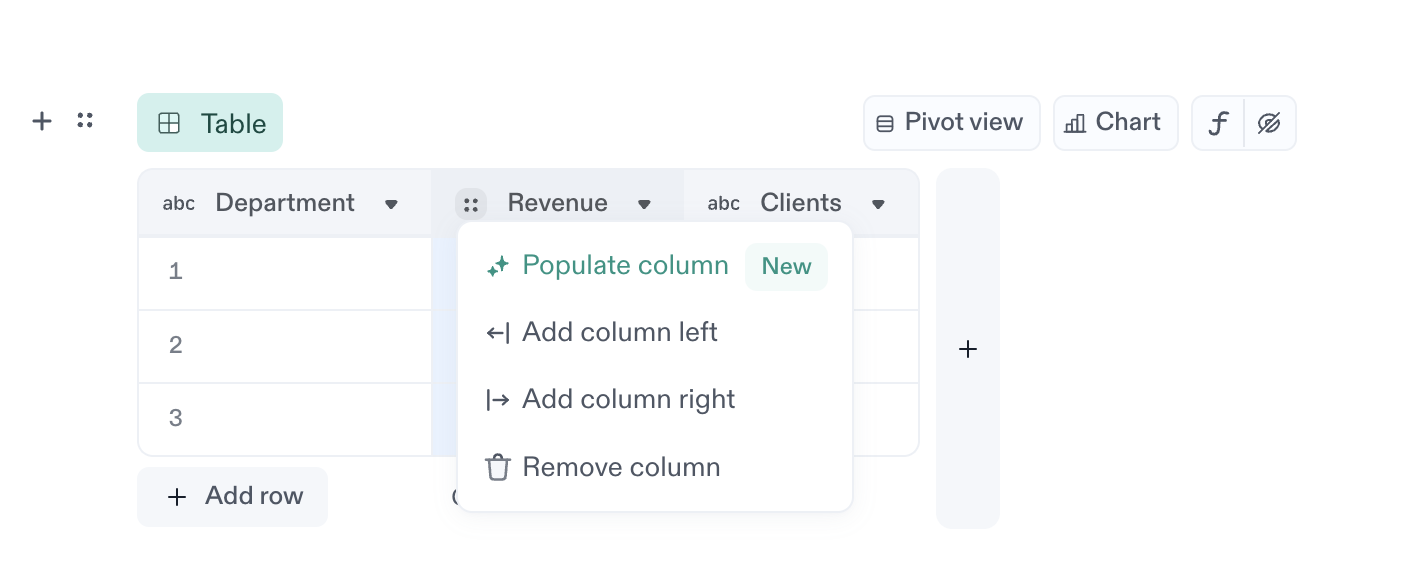 Table
Pivot view
Chart
abc Department
Revenue
abc Clients
1
2
3
Populate column New
Add column left
Add column right
Remove column
Add row